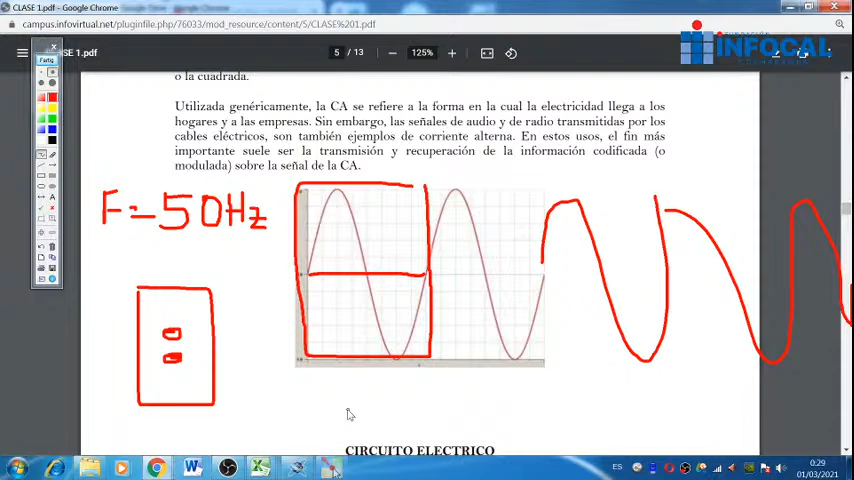 CLASE 1.pdf - Google Chrome
campus.infovirtual.net/pluginfile.php/76033/mod_resource/content/5/CLASE%201.pdf
SE 1.pdf
5 / 13
125%
FUNDACIÓN
INFOCAL
COCHABAMBA
o la cuadrada.
Utilizada genéricamente, la CA se refiere a la forma en la cual la electricidad llega a los
hogares y a las empresas. Sin embargo, las señales de audio y de radio transmitidas por los
cables eléctricos, son también ejemplos de corriente alterna. En estos usos, el fin más
importante suele ser la transmisión y recuperación de la información codificada (o
modulada) sobre la señal de la CA.
F=50Hz
CIRCUITO ELECTRICO
ES
0:29
01/03/2021